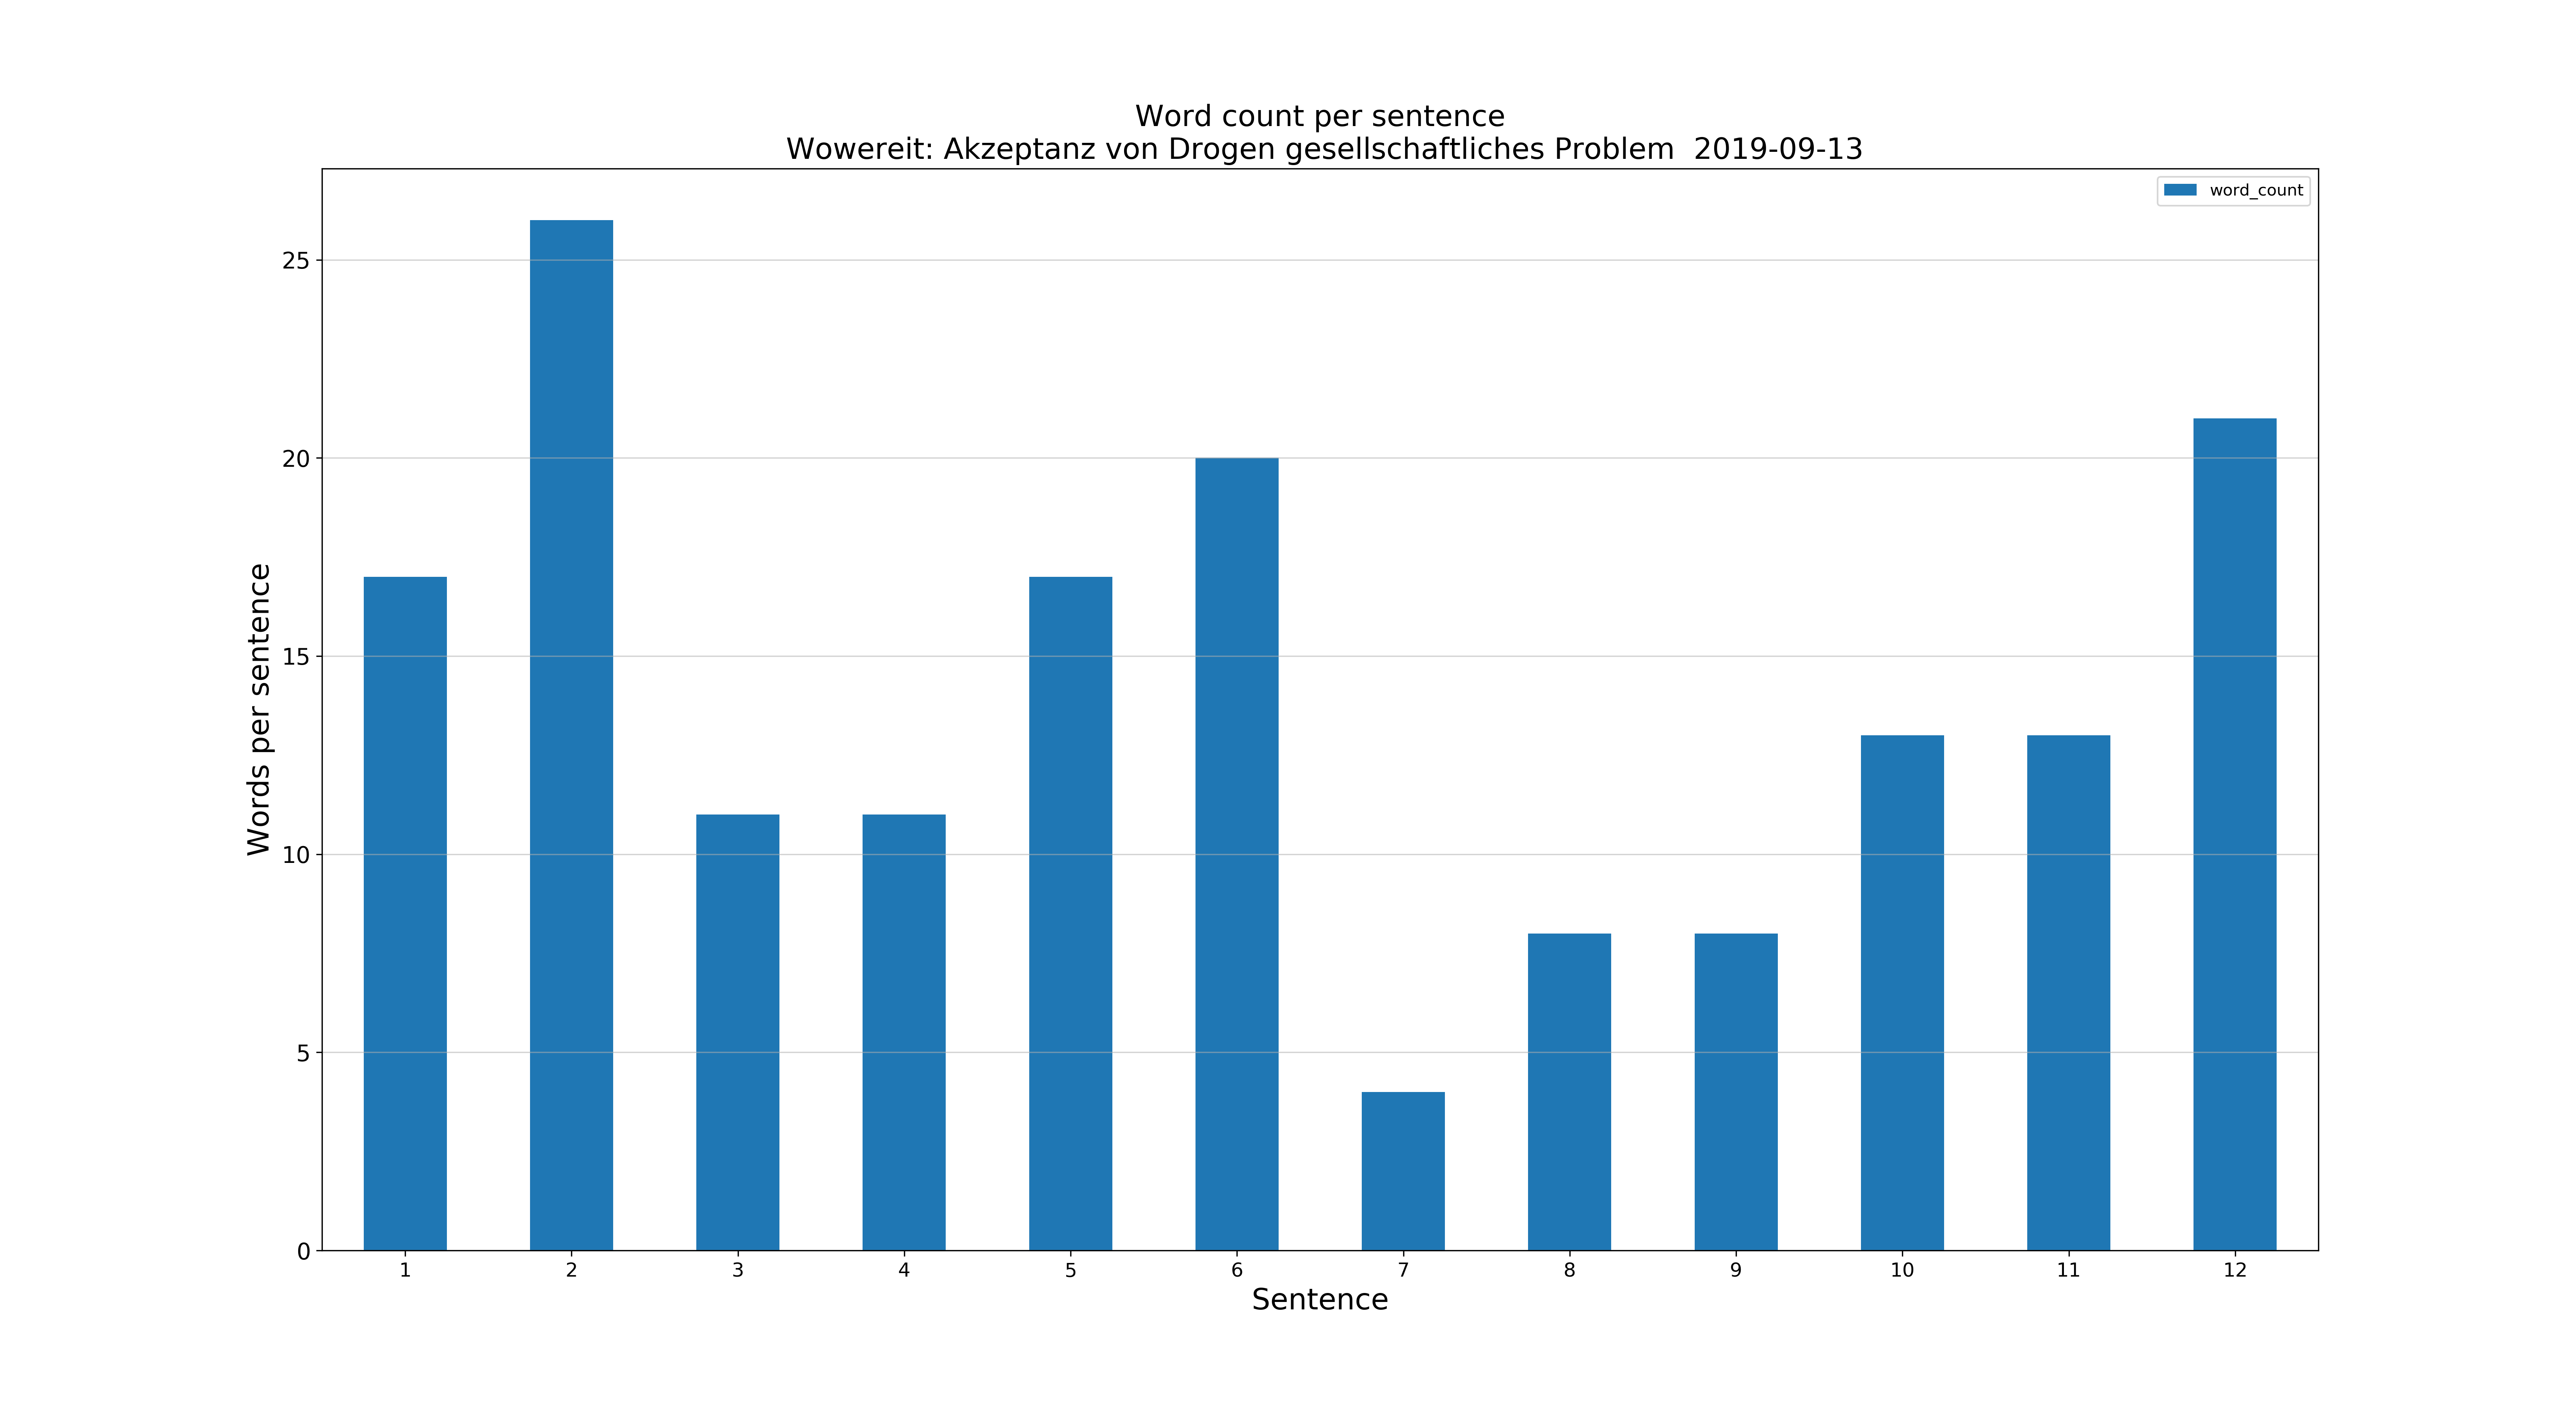 Word count per sentence
Wowereit: Akzeptanz von Drogen gesellschaftliches Problem  2019-09-13
word_count
Words per sentence
25
20
15
10
5
0
1 2 3 4 5 6 7 8 9 10 11 12
Sentence